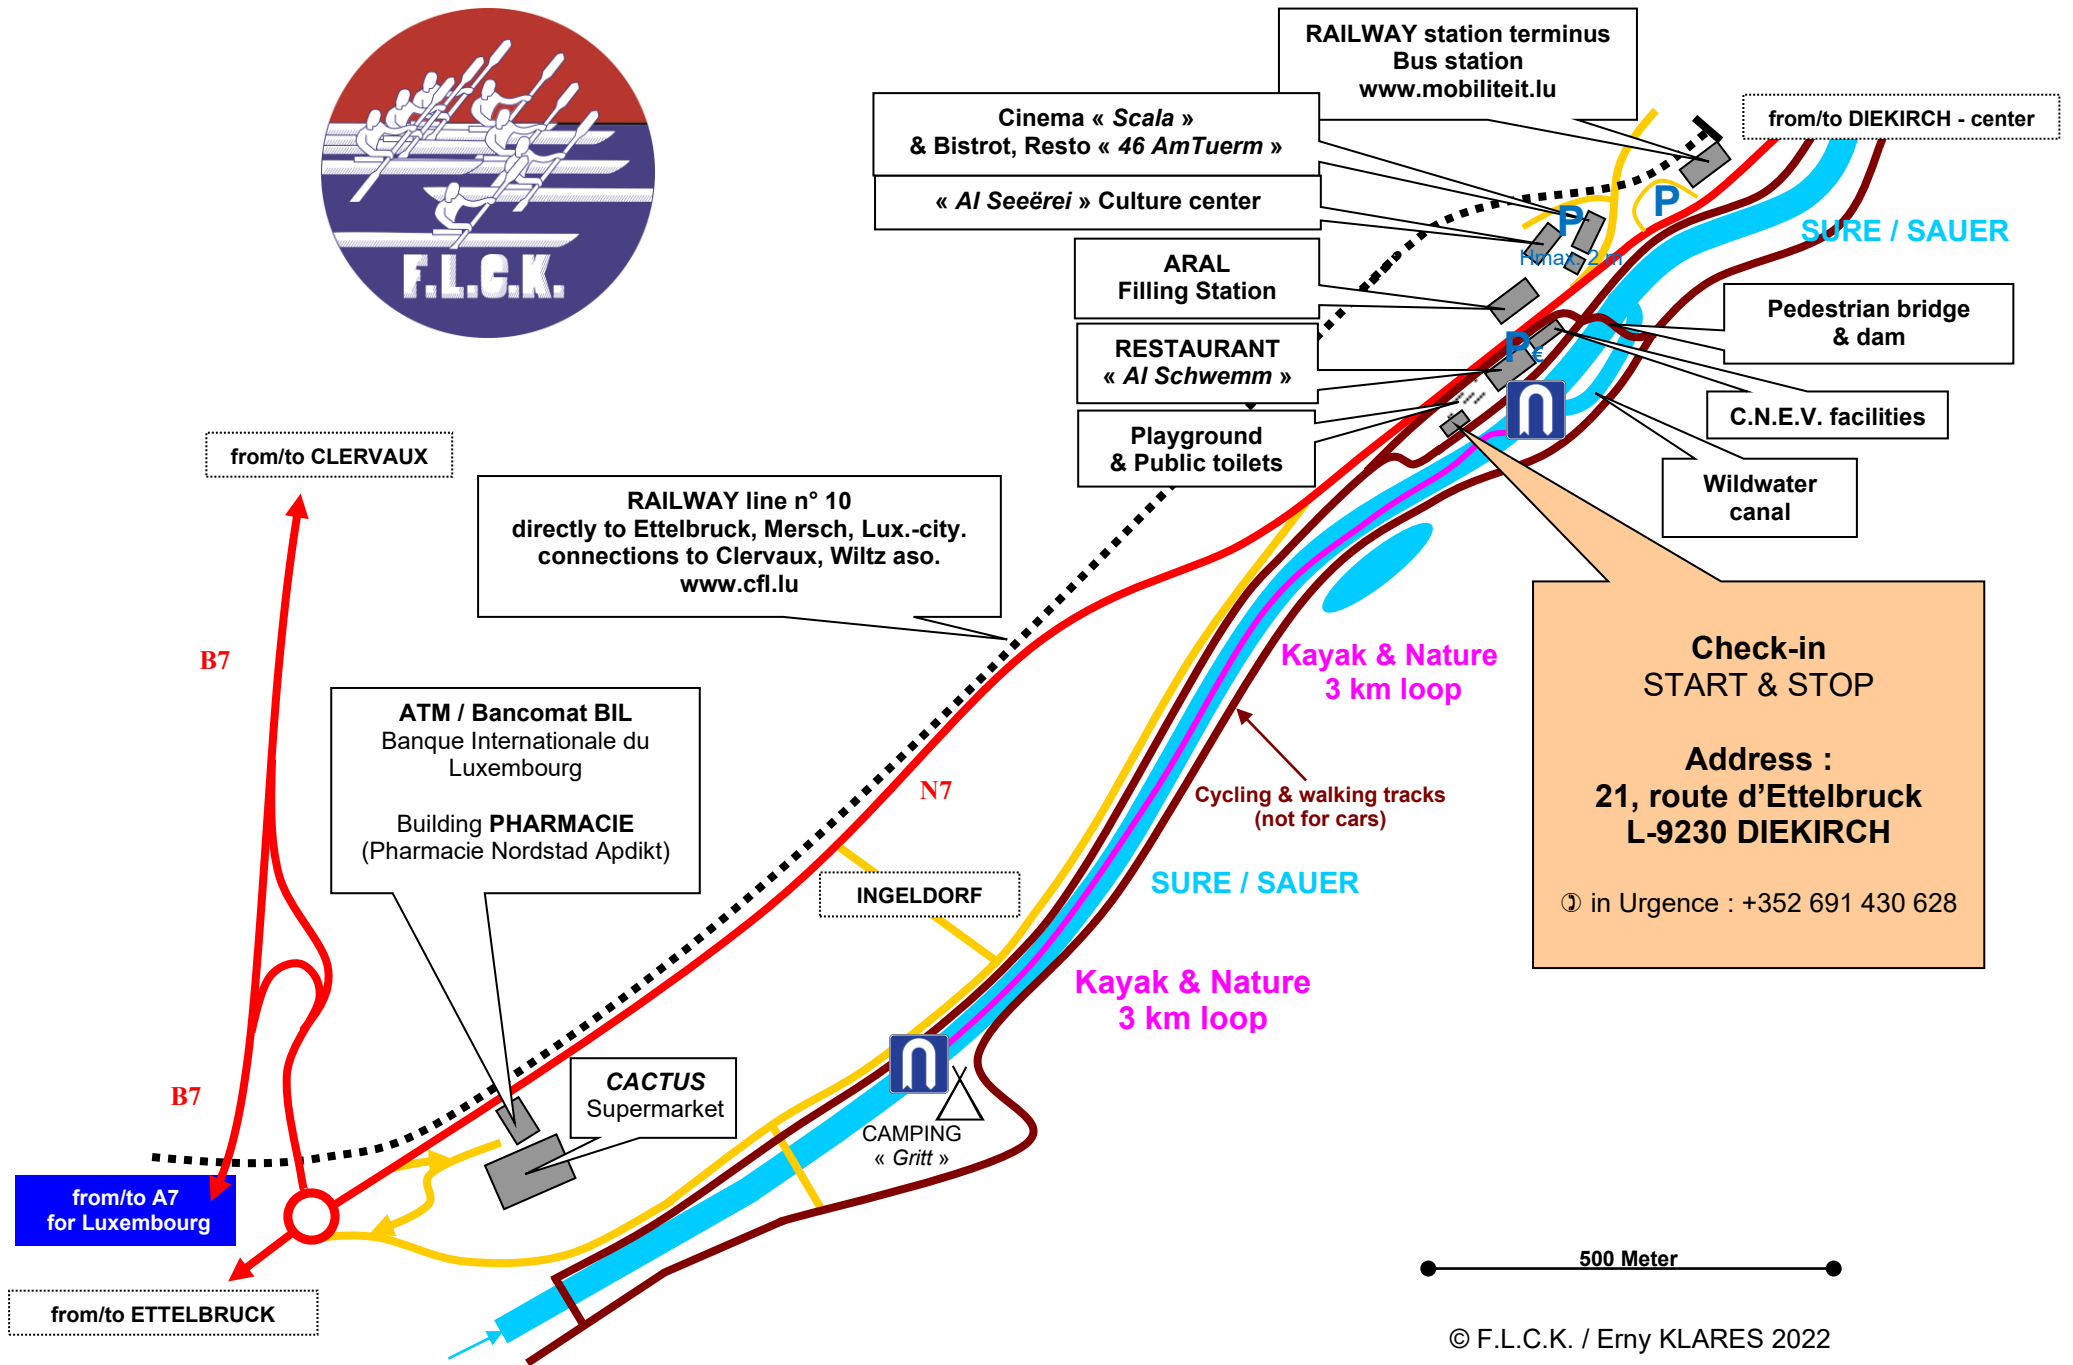 F.L.C.K.
RAILWAY station terminus
Bus station
www.mobiliteit.lu
from/to DIEKIRCH - center
Cinema « Scala »
& Bistrot, Resto « 46 AmTuerm »
« Al Seeërei » Culture center
P
P
Hmax. 2 m
SURE / SAUER
ARAL
Filling Station
Pedestrian bridge
& dam
RESTAURANT
« Al Schwemm »
P€
C.N.E.V. facilities
Playground
& Public toilets
Wildwater
canal
from/to CLERVAUX
RAILWAY line n° 10
directly to Ettelbruck, Mersch, Lux.-city.
connections to Clervaux, Wiltz aso.
www.cfl.lu
B7
Kayak & Nature
3 km loop
Check-in
START & STOP
Address :
21, route d’Ettelbruck
L-9230 DIEKIRCH
✆ in Urgence : +352 691 430 628
ATM / Bancomat BIL
Banque Internationale du
Luxembourg
Building PHARMACIE
(Pharmacie Nordstad Apdikt)
N7
Cycling & walking tracks
(not for cars)
INGELDORF
SURE / SAUER
Kayak & Nature
3 km loop
B7
CACTUS
Supermarket
CAMPING
« Gritt »
from/to A7
for Luxembourg
from/to ETTELBRUCK
500 Meter
© F.L.C.K. / Erny KLARES 2022